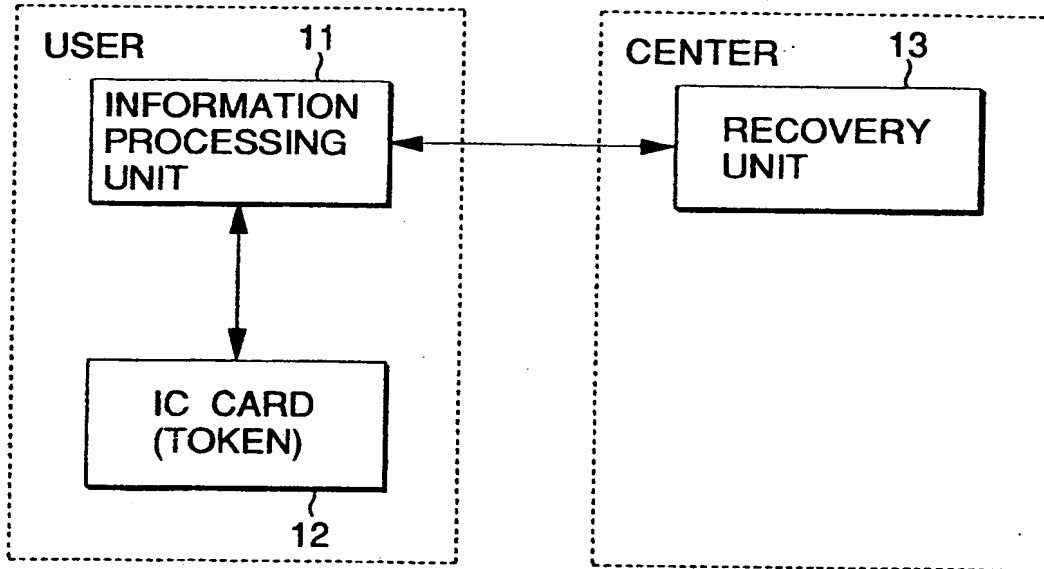 USER
11
INFORMATION
PROCESSING
UNIT
IC CARD
(TOKEN)
12
CENTER
13
RECOVERY
UNIT